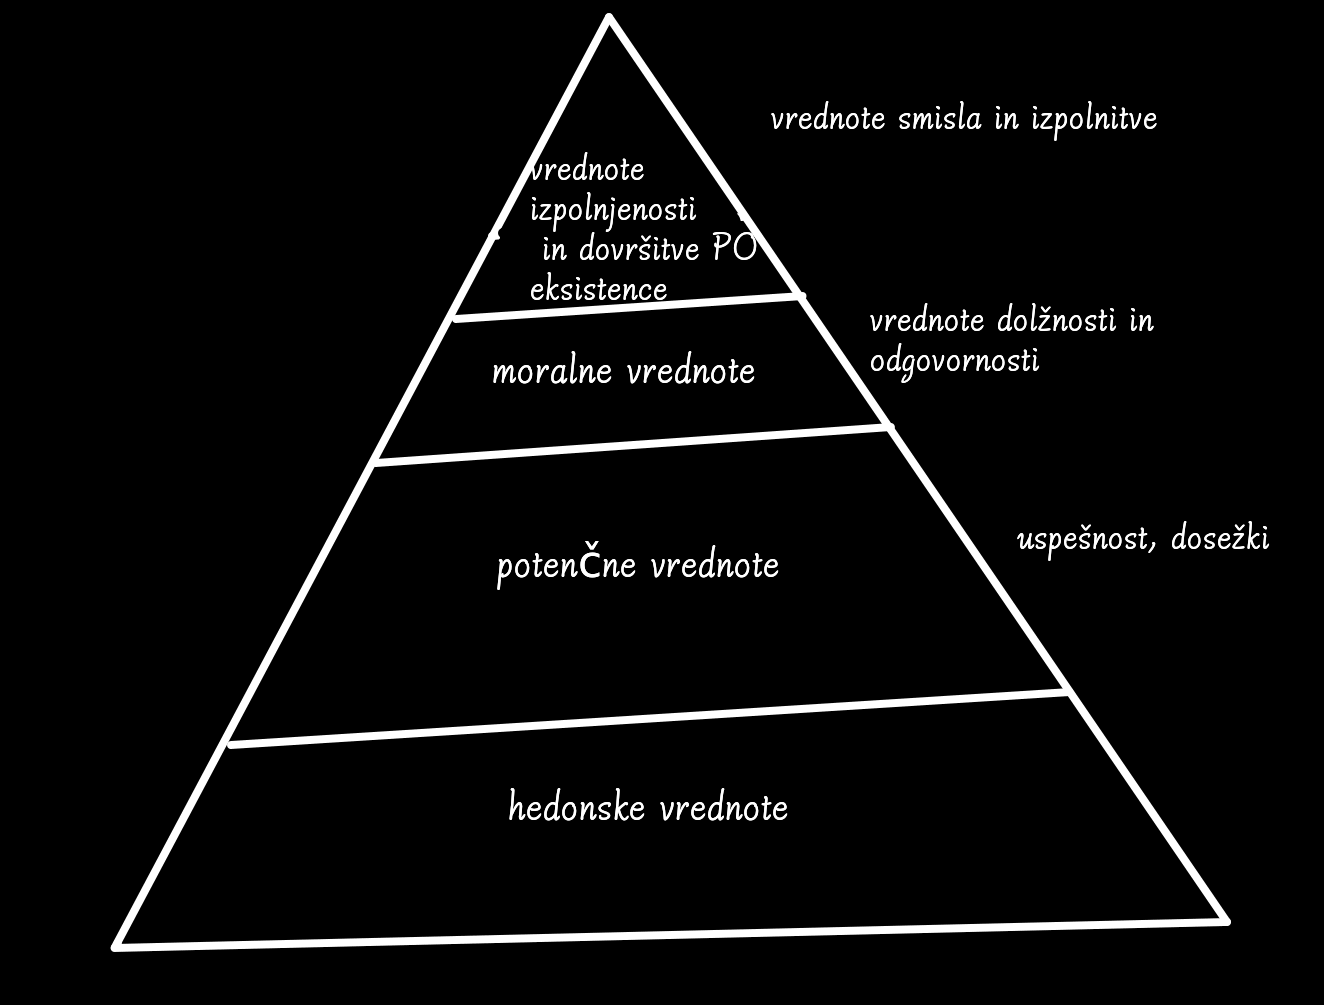 vrednote smisla in izpolnitve
vrednote
izpolnjenosti
in dovršitve PO
eksistence
vrednote dolžnosti in
odgovornosti
moralne vrednote
uspešnost, dosežki
potenČne vrednote
hedonske vrednote